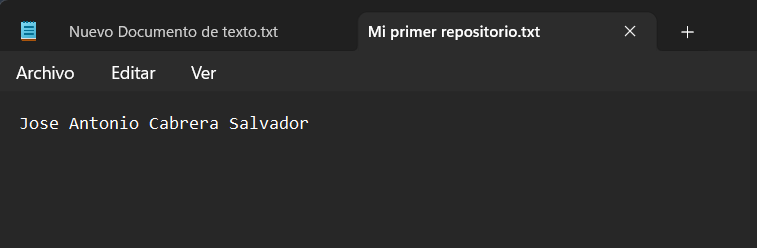 Nuevo Documento de texto.txt
Mi primer repositorio.txt
Archivo Editar Ver
Jose Antonio Cabrera Salvador